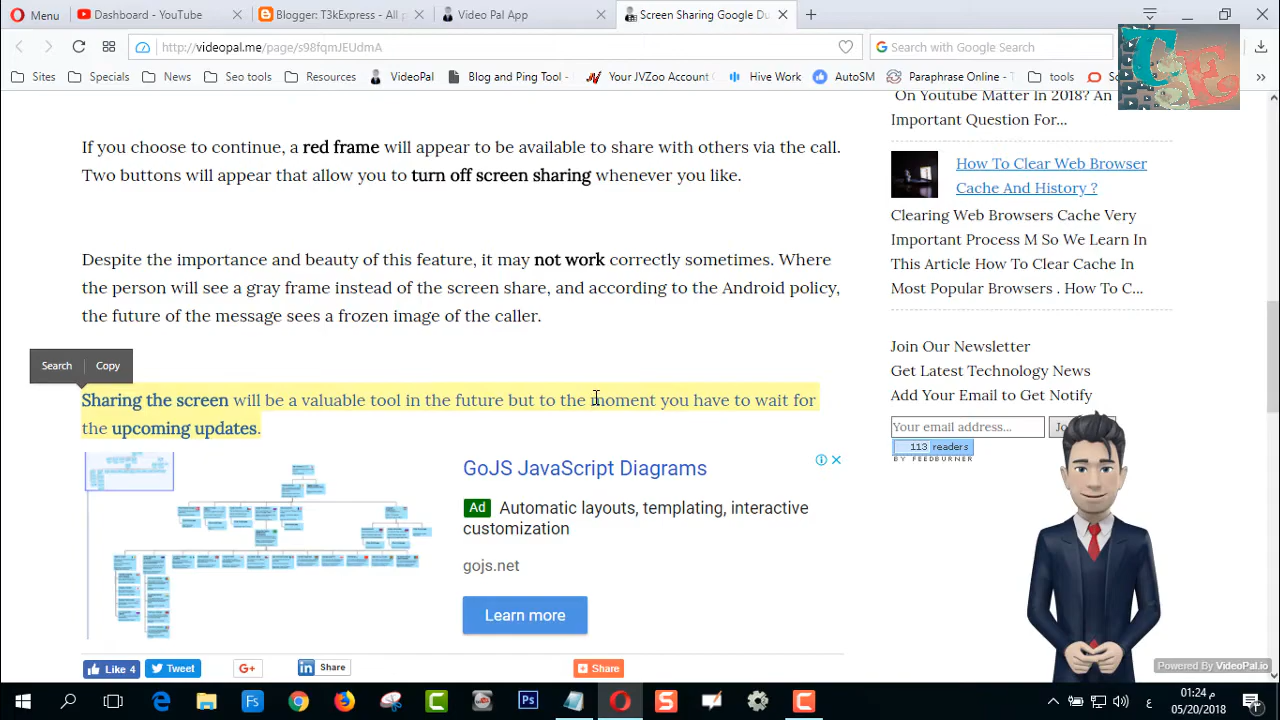 Menu
Dashboard - YouTube
Blogger: T3kExpress - All p
Video Pal App
Screen Sharing Google Du
http://videopal.me/page/s98fqmJEUdmA
Search with Google Search
Sites
Specials
News
Seo tools
Resources
VideoPal
Blog and Ping Tool -
Your JVZoo Account
Hive Work
AutoSM
Paraphrase Online -
tools
TE
If you choose to continue, a red frame will appear to be available to share with others via the call.
Two buttons will appear that allow you to turn off screen sharing whenever you like.
Despite the importance and beauty of this feature, it may not work correctly sometimes. Where
the person will see a gray frame instead of the screen share, and according to the Android policy,
the future of the message sees a frozen image of the caller.
Search
Copy
Sharing the screen will be a valuable tool in the future but to the moment you have to wait for
the upcoming updates.
GoJS JavaScript Diagrams
Ad Automatic layouts, templating, interactive
customization
gojs.net
Learn more
Like 4
Tweet
G+
in Share
Share
On Youtube Matter In 2018? An
Important Question For...
How To Clear Web Browser
Cache And History ?
Clearing Web Browsers Cache Very
Important Process M So We Learn In
This Article How To Clear Cache In
Most Popular Browsers . How To C...
Join Our Newsletter
Get Latest Technology News
Add Your Email to Get Notify
Your email address...
113 readers
BY FEEDBURNER
Powered By VideoPal.io
Fs
Ps
ع
01:24 م
05/20/2018